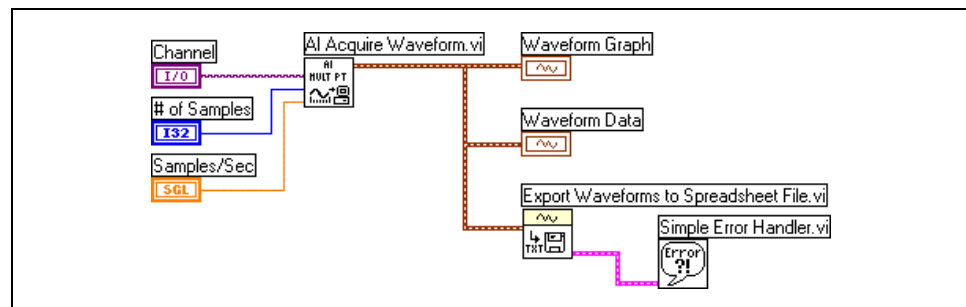 Channel
I/O
# of Samples
I32
Samples/Sec
SGL
AI Acquire Waveform.vi
AI
MULT PT
Waveform Graph
Waveform Data
Export Waveforms to Spreadsheet File.vi
TXT
Simple Error Handler.vi
Error
?!